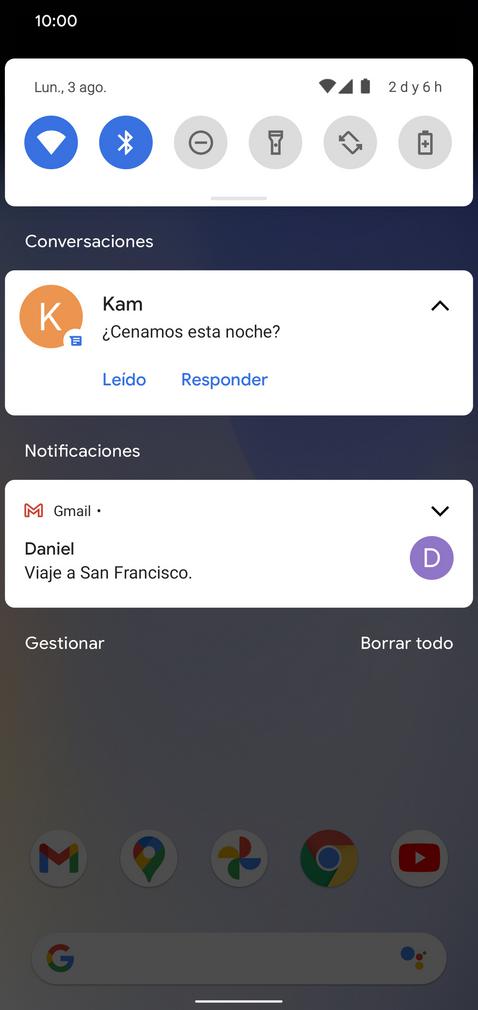 10:00
Lun., 3 ago.
2 d y 6 h
Conversaciones
K
Kam
¿Cenamos esta noche?
Leído
Responder
Notificaciones
Gmail •
Daniel
D
Viaje a San Francisco.
Gestionar
Borrar todo